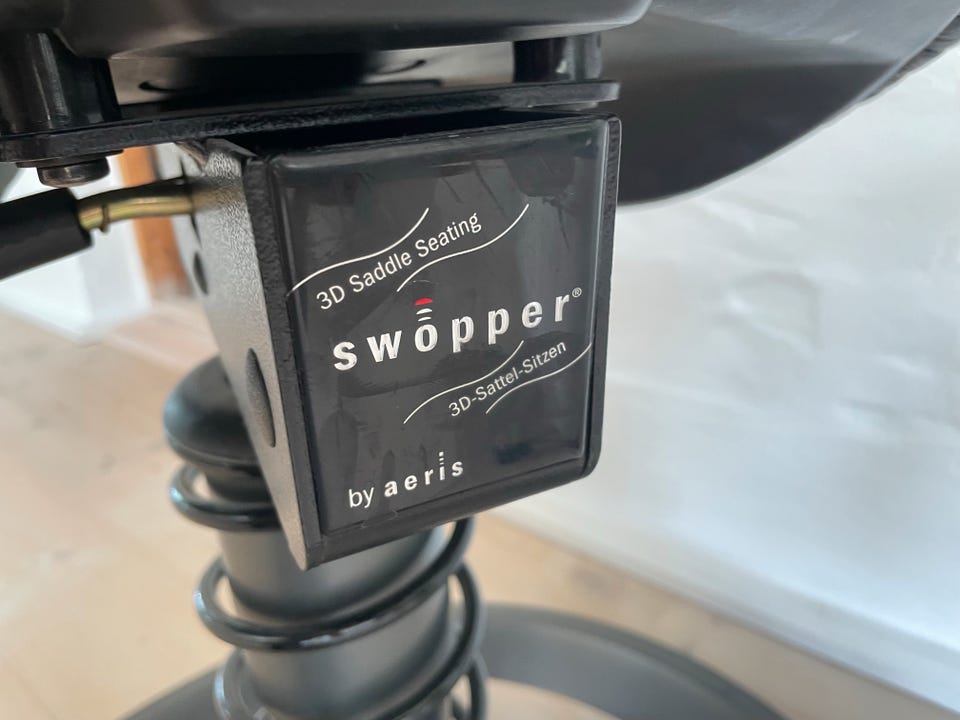 3D Saddle Seating
swopper®
3D-Sattel-Sitzen
by aeris